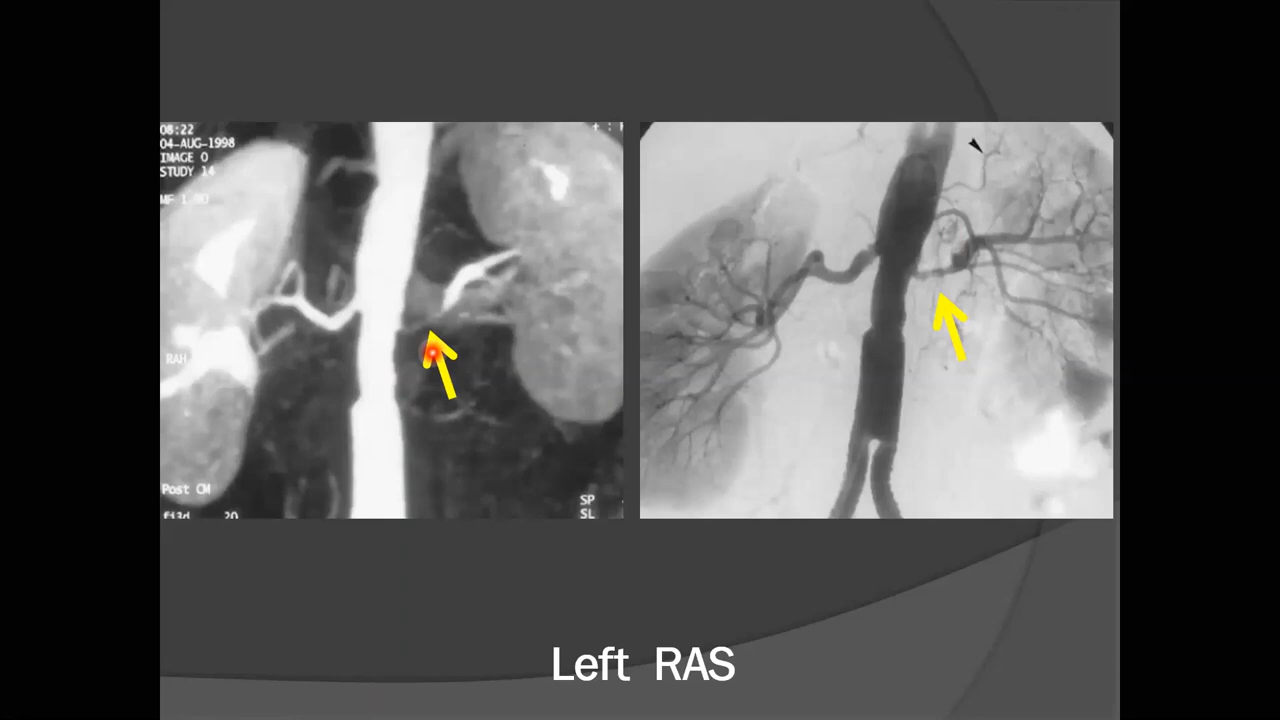 08:22
04-AUG-1998
IMAGE 0
STUDY 14
MF 1.00
RAH
Post CM
fi3d 20
SP
SL
Left RAS